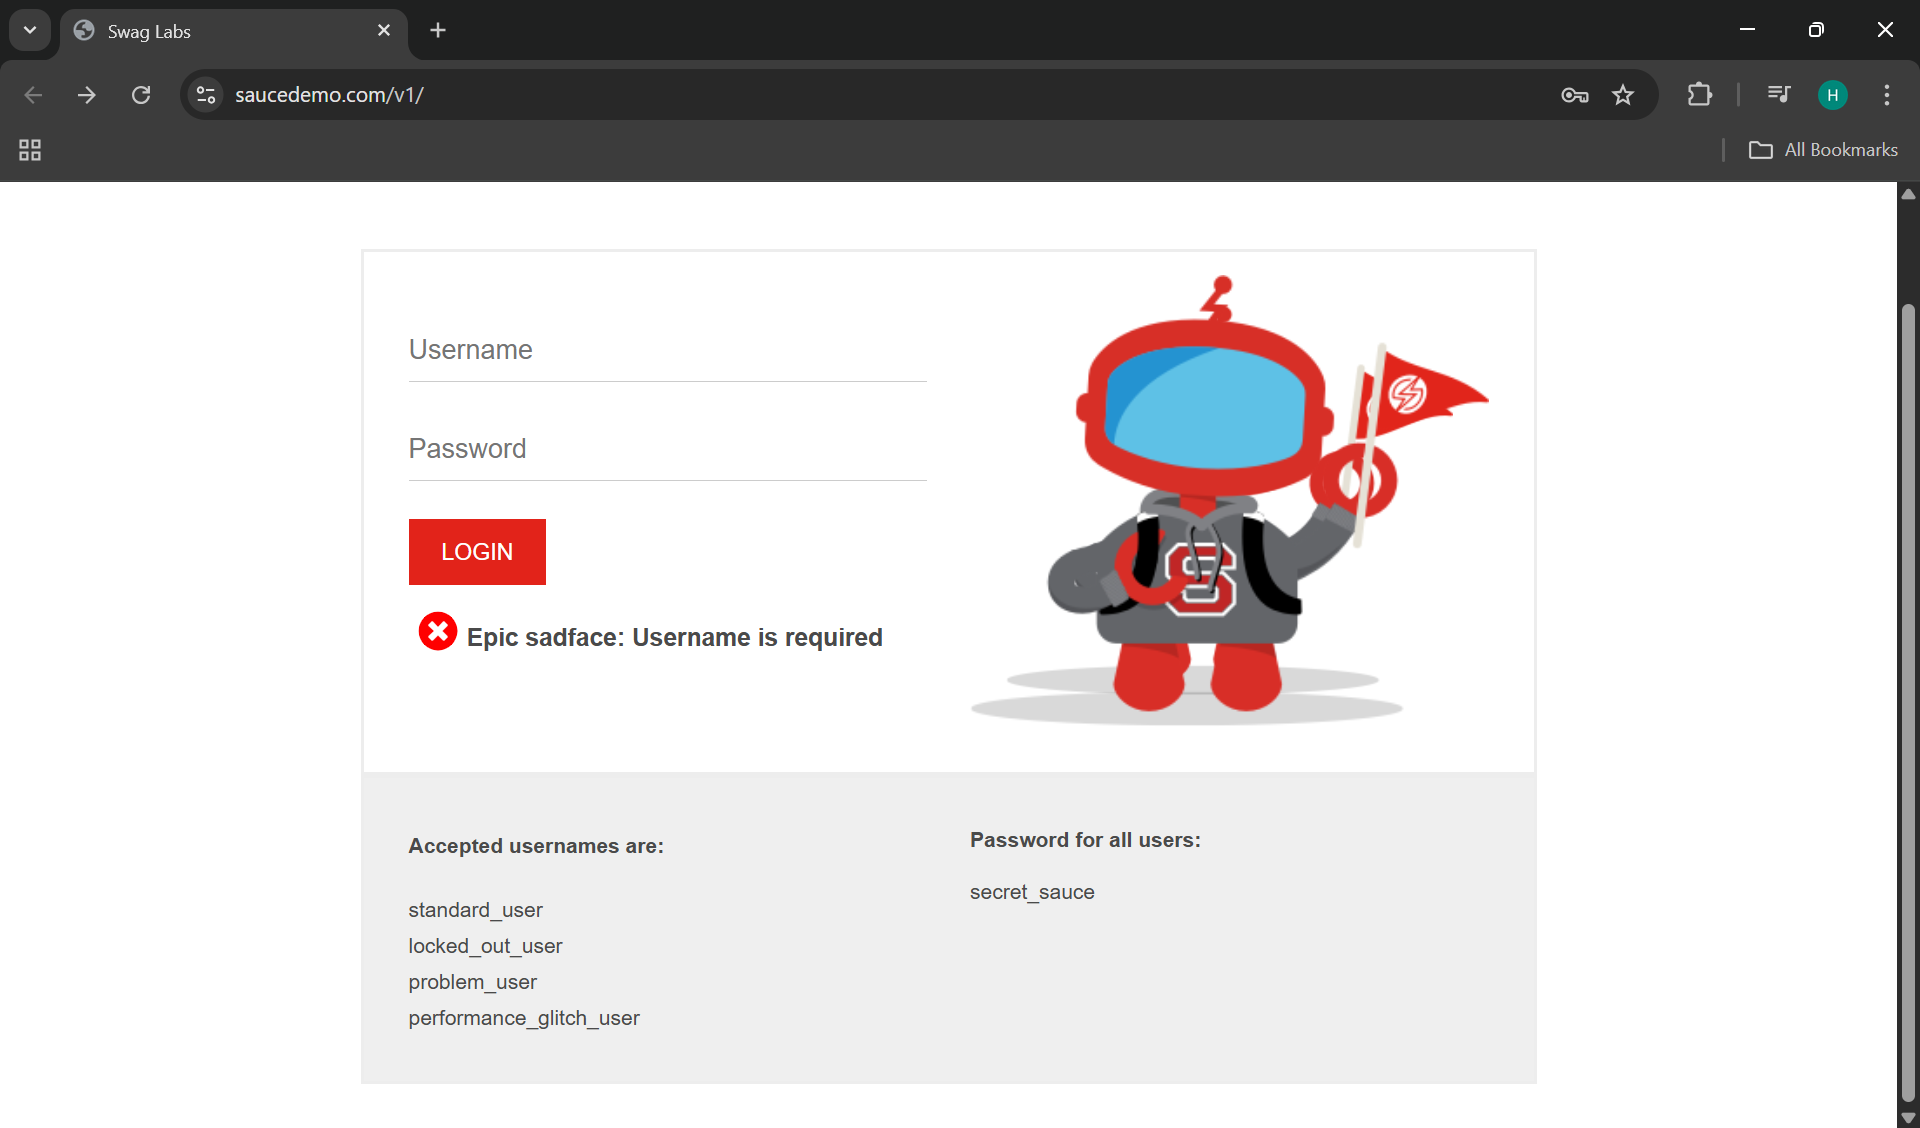 Swag Labs
saucedemo.com/v1/
H
All Bookmarks
Username
Password
LOGIN
Epic sadface: Username is required
S
Accepted usernames are:
standard_user
locked_out_user
problem_user
performance_glitch_user
Password for all users:
secret_sauce